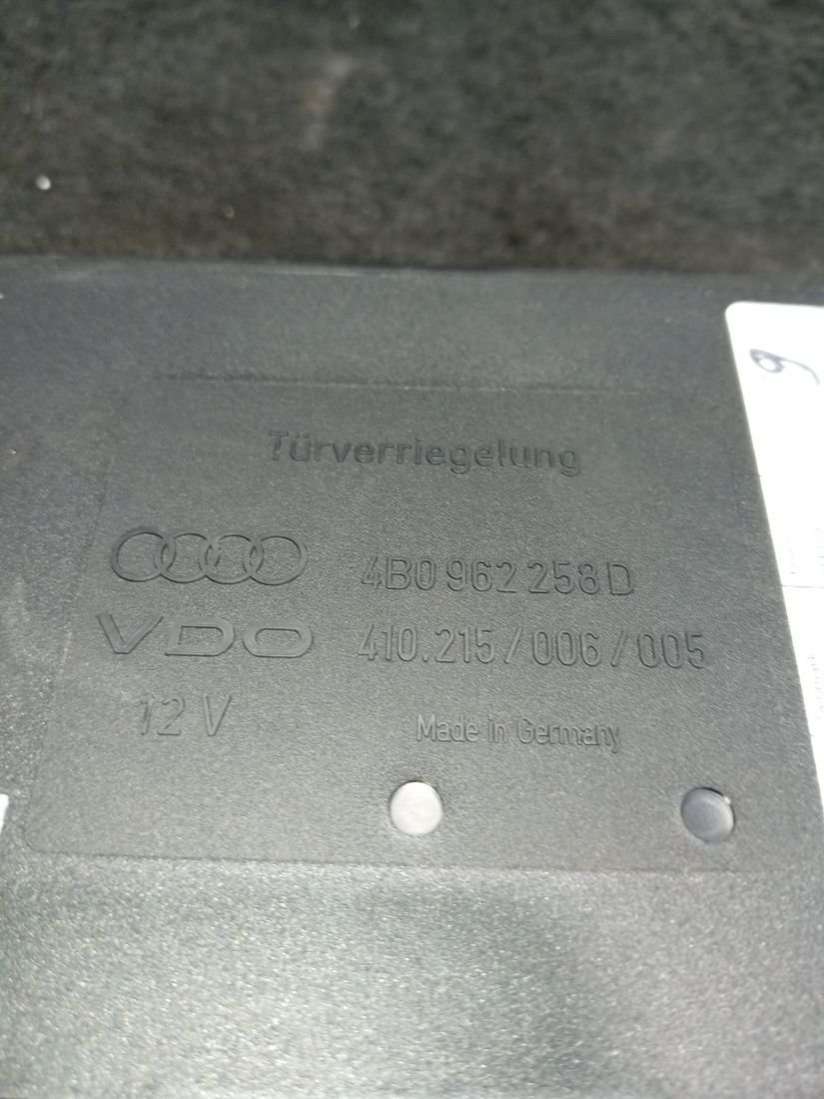 Türverriegelung
4B0 962 258 D
VDO 410.215/006/005
12 V Made in Germany